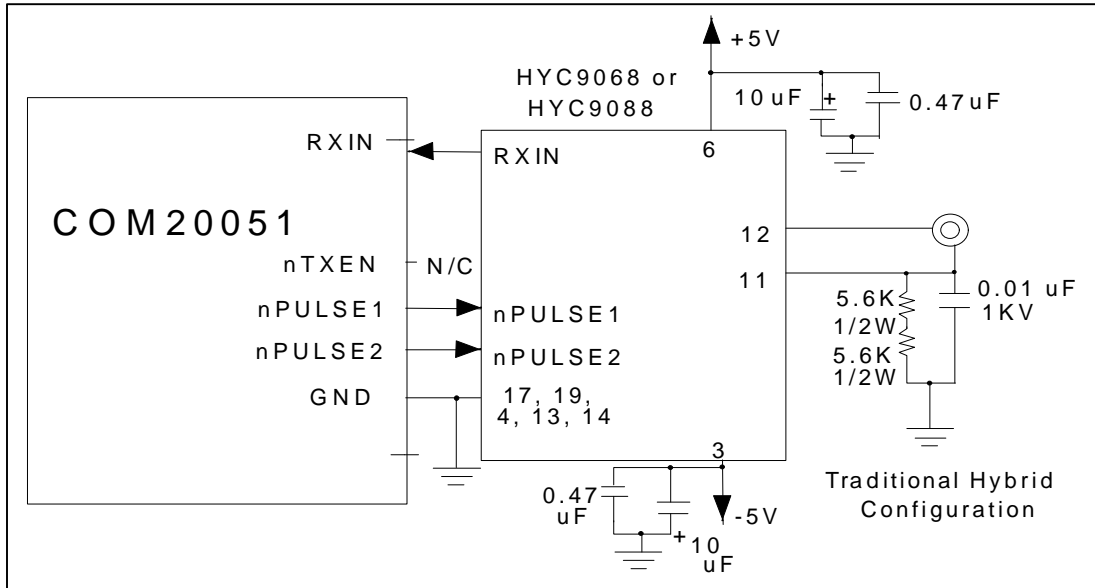 +5V
HYC9068 or
HYC9088
10uF
+
0.47uF
RXIN
RXIN
6
COM20051
12
nTXEN
N/C
11
nPULSE1
nPULSE1
5.6K
1/2W
0.01 uF
1KV
nPULSE2
nPULSE2
5.6K
1/2W
GND
17, 19,
4, 13, 14
3
Traditional Hybrid
Configuration
0.47
uF
-5V
+
10
uF